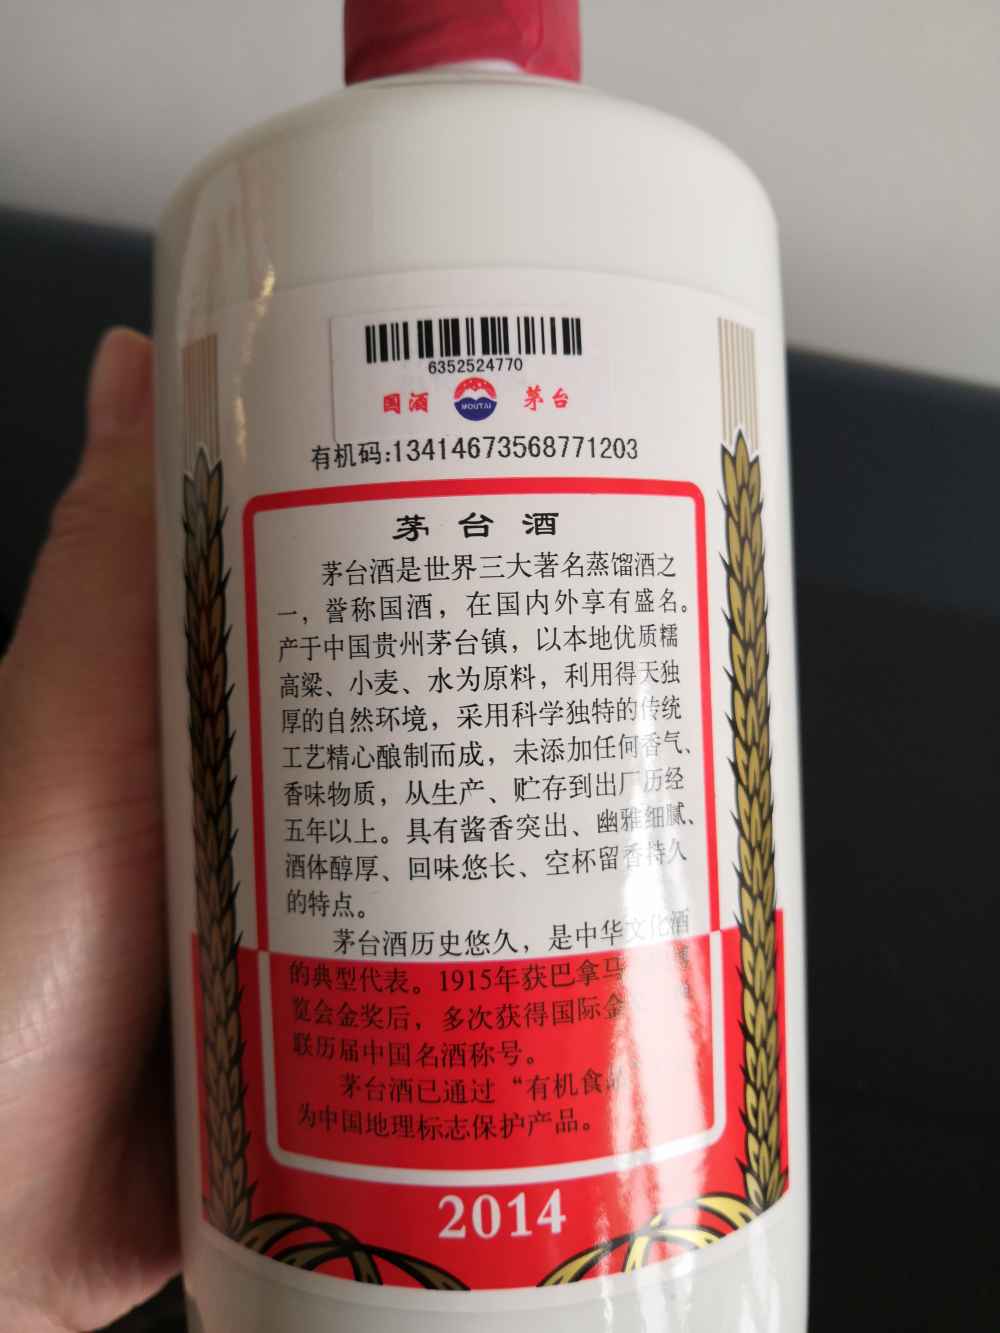 6352524770
国酒 MOUTAI 茅台
有机码:13414673568771203
茅台酒
茅台酒是世界三大著名蒸馏酒之
一，誉称国酒，在国内外享有盛名。
产于中国贵州茅台镇，以本地优质糯
高粱、小麦、水为原料，利用得天独
厚的自然环境，采用科学独特的传统
工艺精心酿制而成，未添加任何香气、
香味物质，从生产、贮存到出厂历经
五年以上。具有酱香突出、幽雅细腻、
酒体醇厚、回味悠长、空杯留香持久
的特点。
茅台酒历史悠久，是中华文化酒
的典型代表。1915年获巴拿马
览会金奖后，多次获得国际金
联历届中国名酒称号。
茅台酒已通过“有机食品
为中国地理标志保护产品。
2014